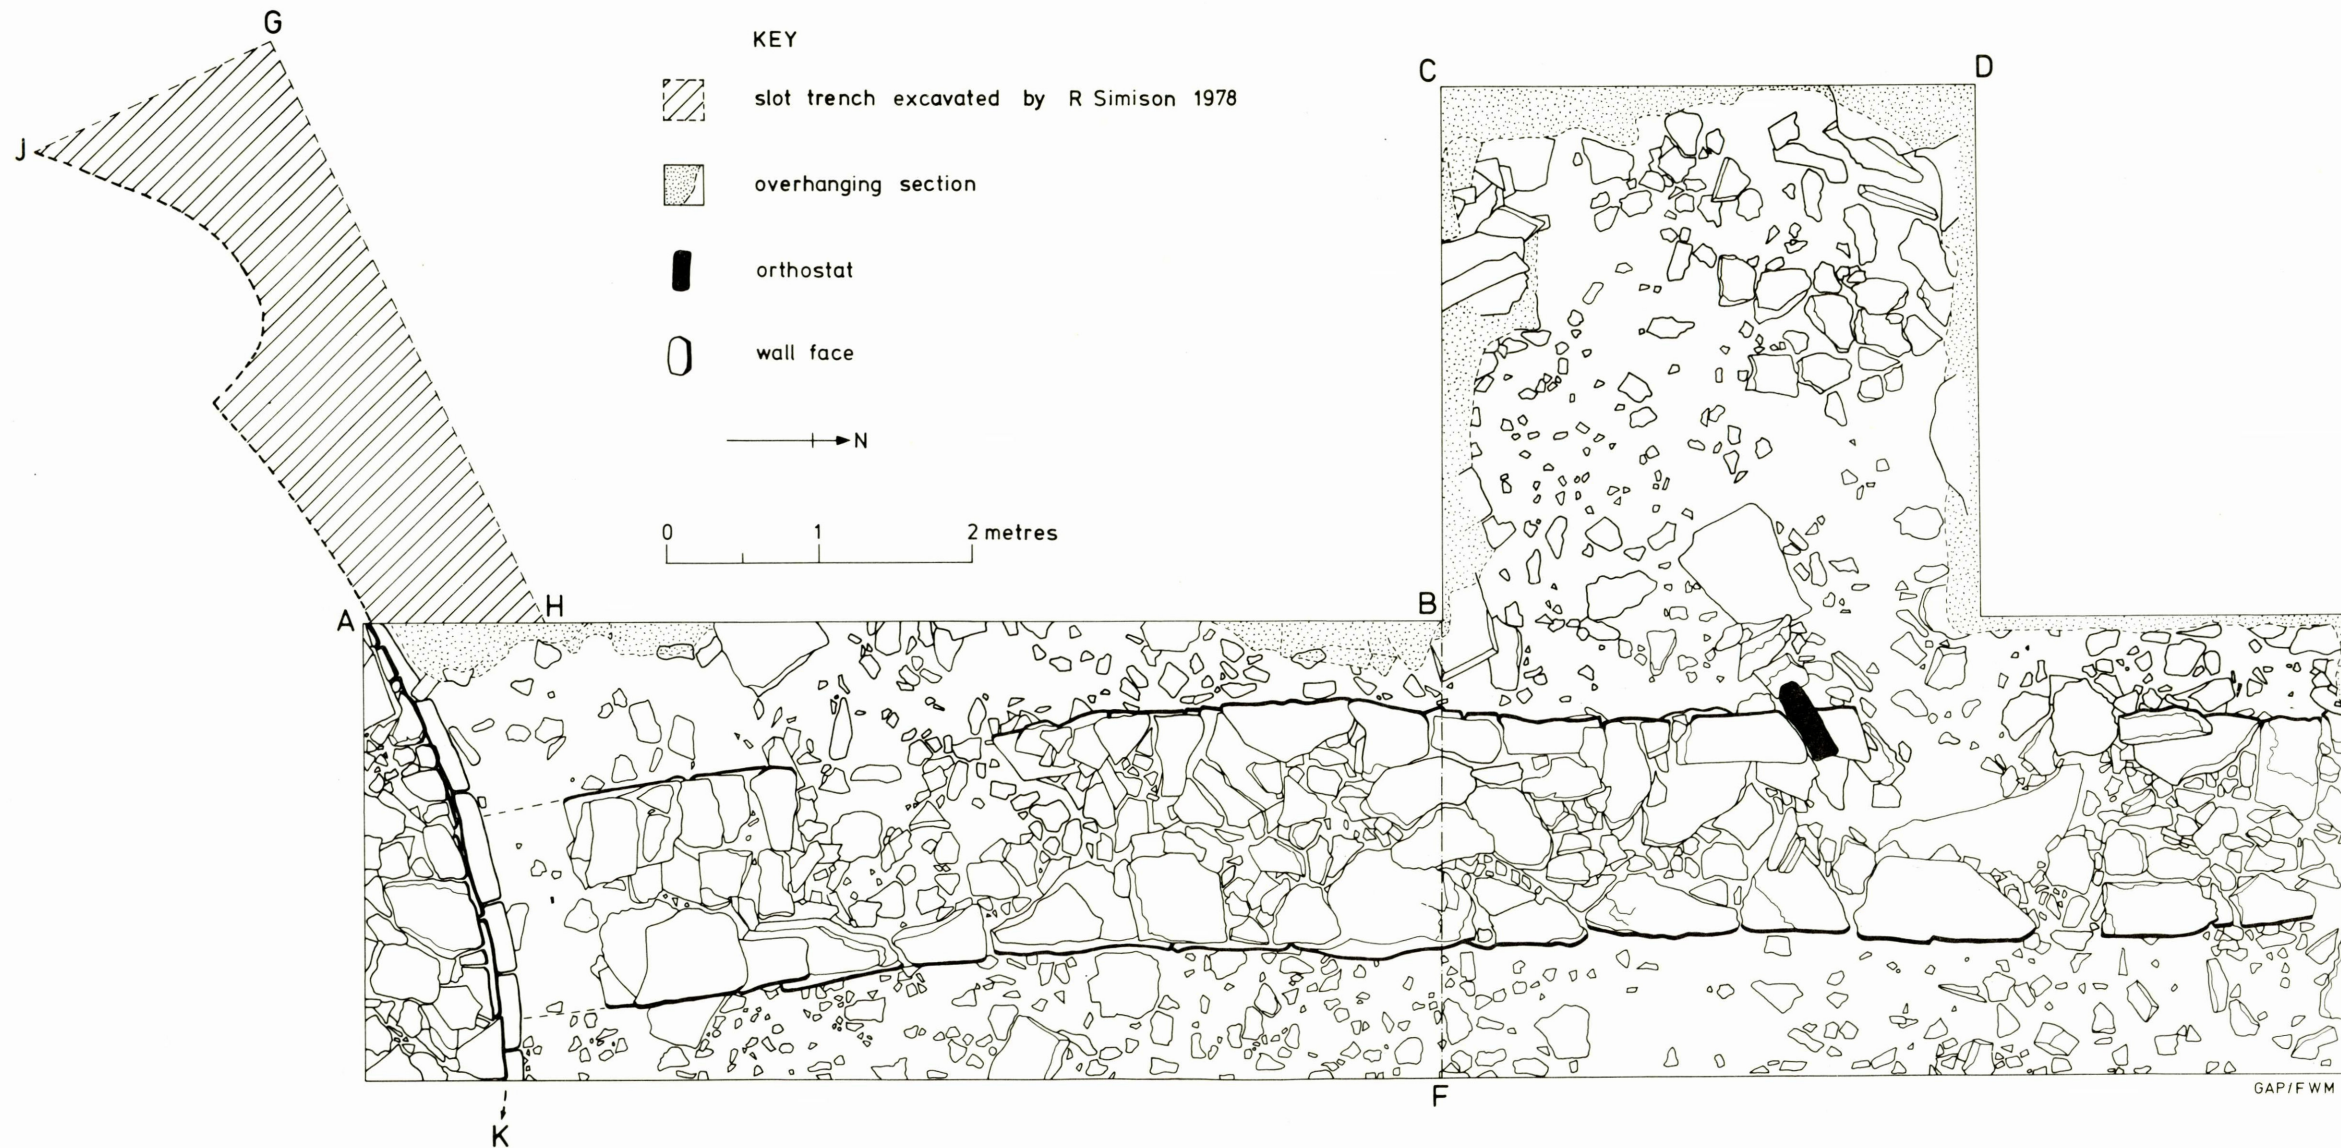 G
J
KEY
slot trench excavated by R Simison 1978
overhanging section
orthostat
wall face
N
0 1 2 metres
C D
A H B
F
K
GAP/FWM